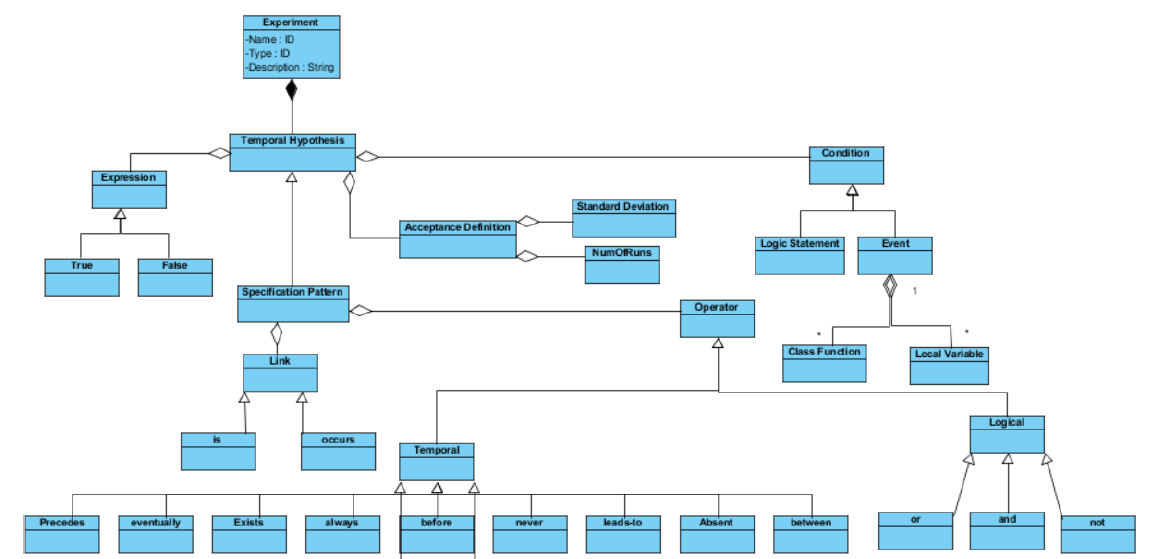 Experiment
-Name : ID
-Type : ID
-Description : String
Temporal Hypothesis
Condition
Expression
Standard Deviation
Acceptance Definition
Logic Statement
Event
NumOfRuns
True
False
1
Specification Pattern
Operator
*
*
Class Function
Local Variable
Link
Logical
is
occurs
Temporal
Precedes
eventually
Exists
always
before
never
leads-to
Absent
between
or
and
not